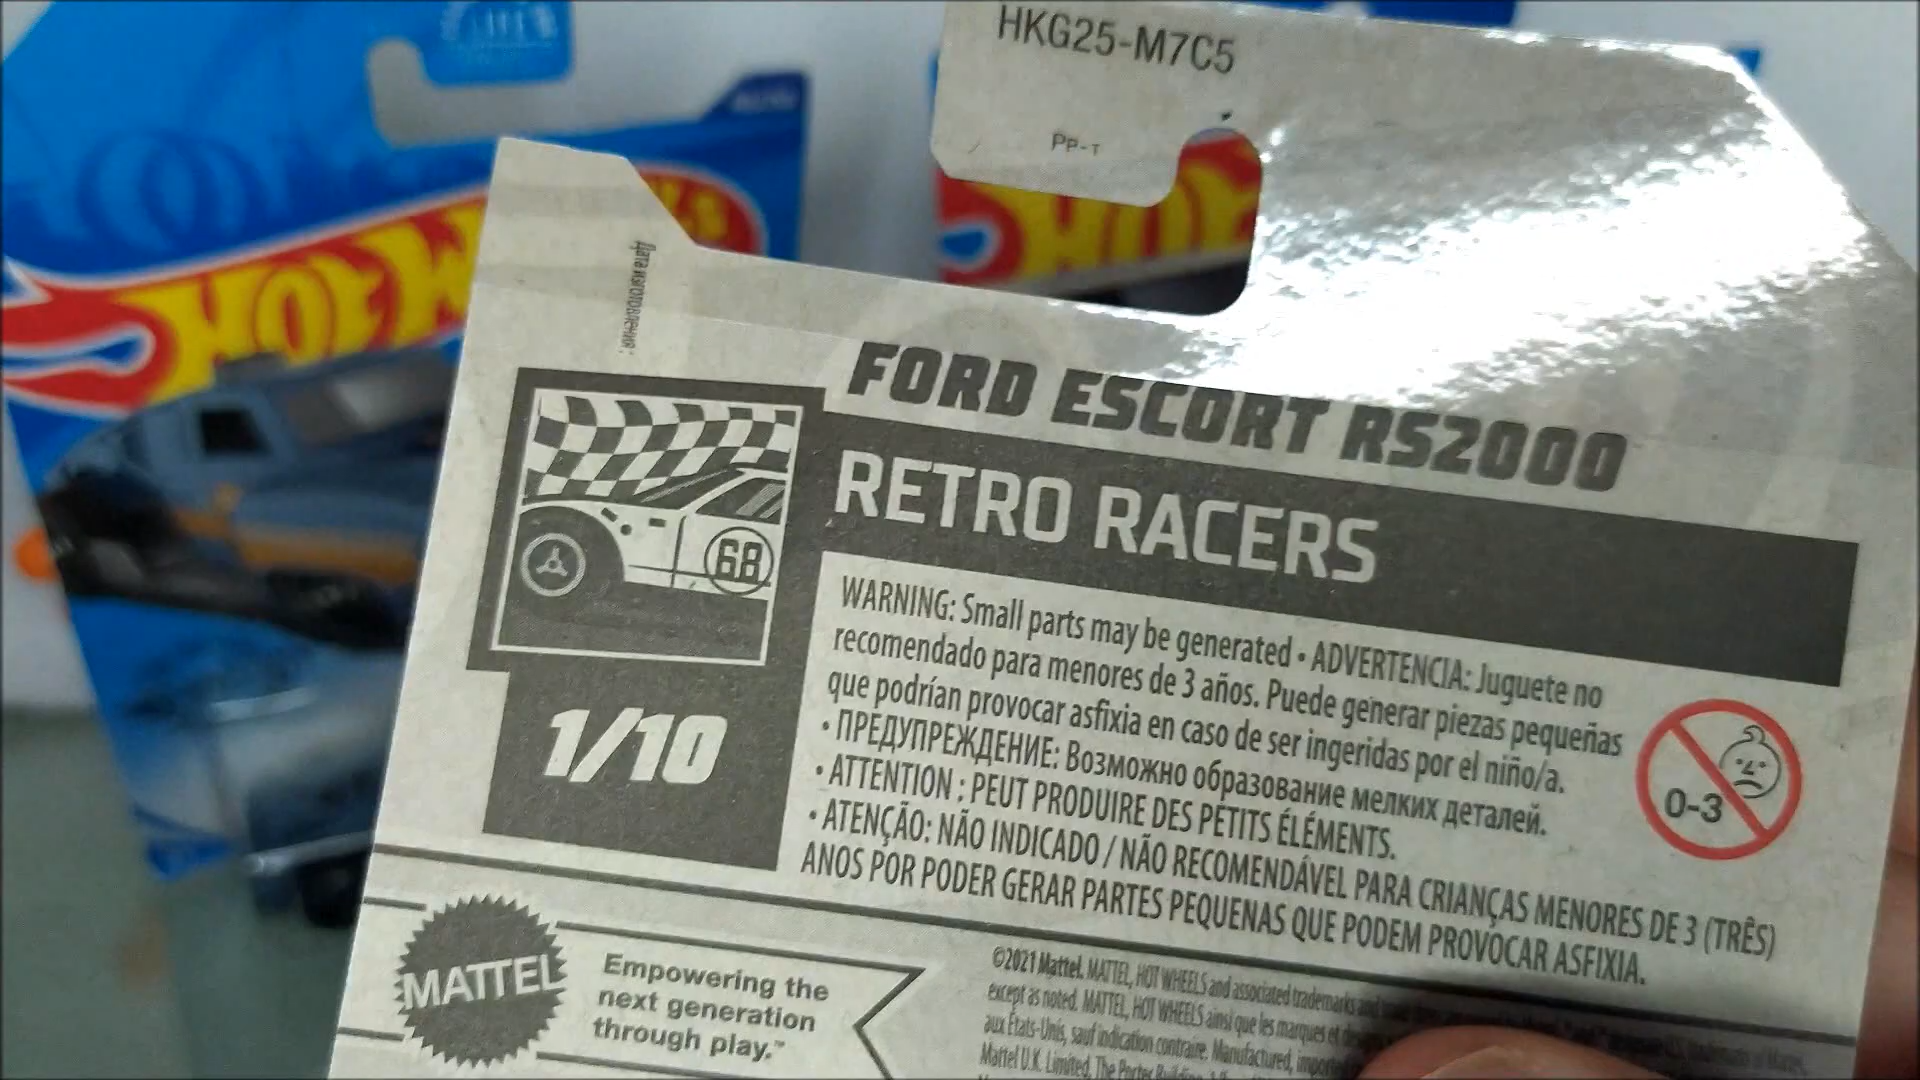 HKG25-M7C5
PP-T
HOT
Дата изготовления:
FORD ESCORT RS2000
RETRO RACERS
68
1/10
WARNING: Small parts may be generated • ADVERTENCIA: Juguete no
recomendado para menores de 3 años. Puede generar piezas pequeñas
que podrían provocar asfixia en caso de ser ingeridas por el niño/a.
• ПРЕДУПРЕЖДЕНИЕ: Возможно образование мелких деталей.
• ATTENTION : PEUT PRODUIRE DES PETITS ÉLÉMENTS.
• ATENÇÃO: NÃO INDICADO / NÃO RECOMENDÁVEL PARA CRIANÇAS MENORES DE 3 (TRÊS)
ANOS POR PODER GERAR PARTES PEQUENAS QUE PODEM PROVOCAR ASFIXIA.
0-3
MATTEL
Empowering the
next generation
through play.™
©2021 Mattel. MATTEL, HOT WHEELS and associated trademarks and
except as noted. MATTEL, HOT WHEELS ainsi que les marques et
aux États-Unis, sauf indication contraire. Manufactured,
Mattel U.K. Limited, The Porter Building,